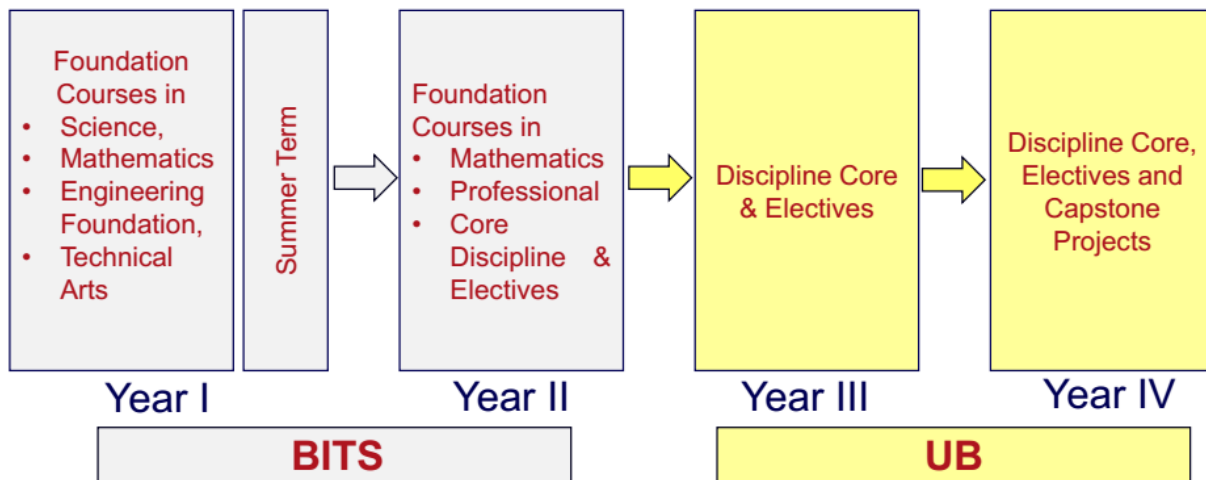 Foundation
Courses in
• Science,
• Mathematics
• Engineering
Foundation,
• Technical
Arts
Summer Term
Foundation
Courses in
• Mathematics
• Professional
• Core
Discipline &
Electives
Discipline Core
& Electives
Discipline Core,
Electives and
Capstone
Projects
Year I
Year II
Year III
Year IV
BITS
UB